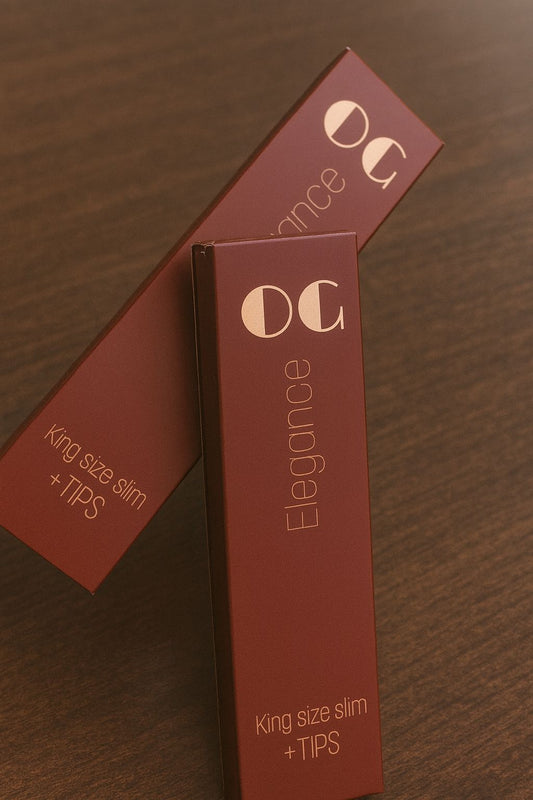 OG
Elegance
King size slim
+TIPS
OG
Elegance
King size slim
+TIPS